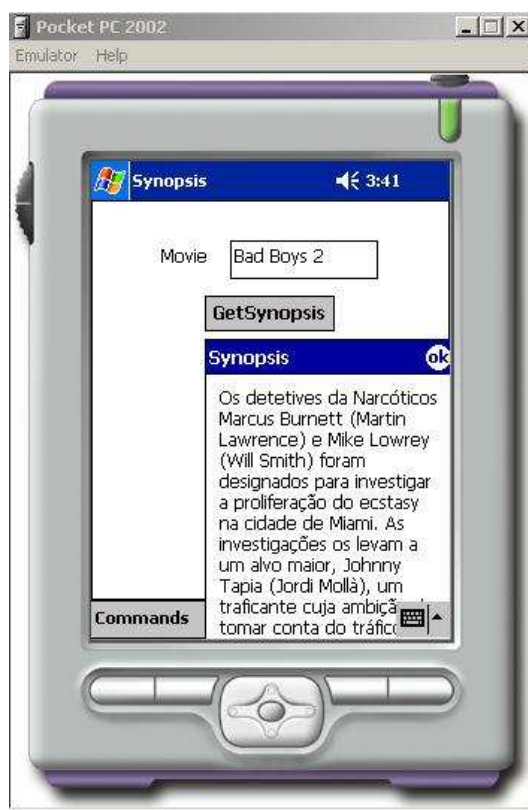 Pocket PC 2002
Emulator Help
Synopsis 3:41
Movie Bad Boys 2
GetSynopsis
Synopsis ok
Os detetives da Narcóticos
Marcus Burnett (Martin
Lawrence) e Mike Lowrey
(Will Smith) foram
designados para investigar
a proliferação do ecstasy
na cidade de Miami. As
investigações os levam a
um alvo maior, Johnny
Tapia (Jordi Mollà), um
traficante cuja
tomar conta do
Commands